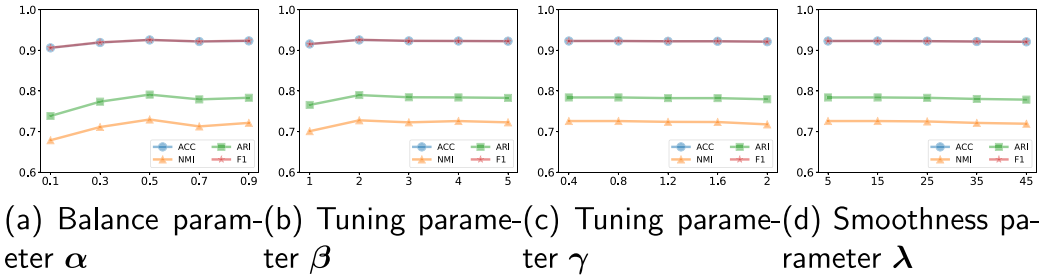 1.0 1.0 1.0 1.0
0.9 0.9 0.9 0.9
0.8 0.8 0.8 0.8
0.7 0.7 0.7 0.7
ACC ARI ACC ARI ACC ARI ACC ARI
NMI F1 NMI F1 NMI F1 NMI F1
0.6 0.6 0.6 0.6
0.1 0.3 0.5 0.7 0.9 1 2 3 4 5 0.4 0.8 1.2 1.6 2 5 15 25 35 45
(a) Balance param-
eter α
(b) Tuning parame-
ter β
(c) Tuning parame-
ter γ
(d) Smoothness pa-
rameter λ